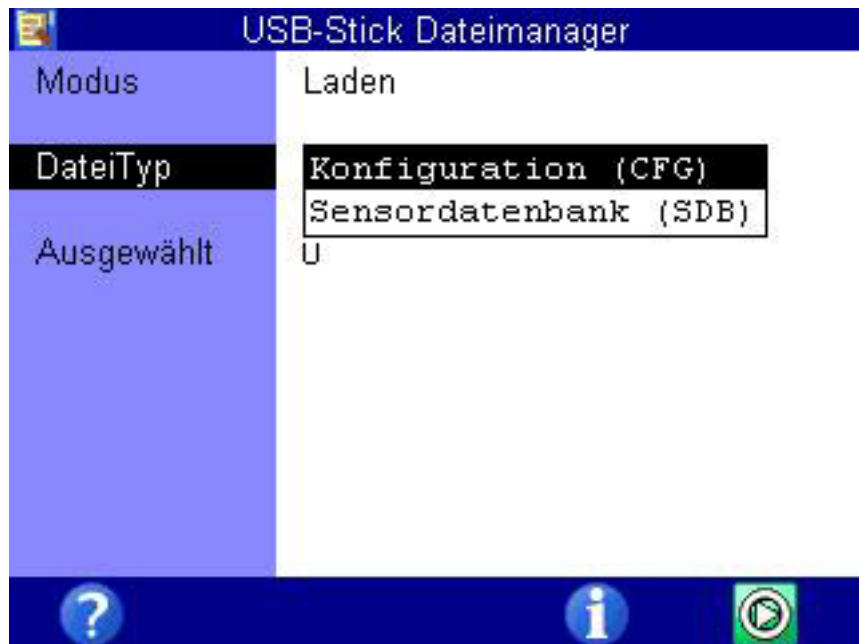 USB-Stick Dateimanager
Modus Laden
DateiTyp Konfiguration (CFG)
Sensordatenbank (SDB)
Ausgewählt